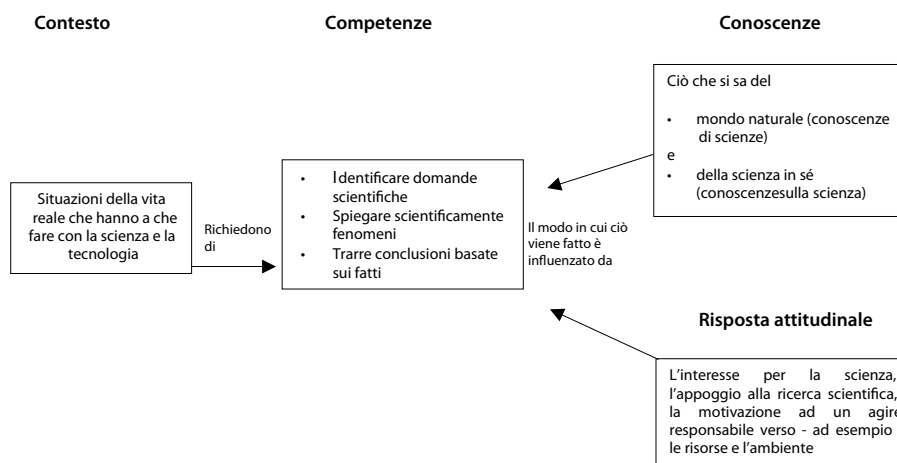 Contesto
Competenze
Conoscenze
Ciò che si sa del
• mondo naturale (conoscenze
di scienze)
e
• della scienza in sé
(conoscenzesulla scienza)
Situazioni della vita
reale che hanno a che
fare con la scienza e la
tecnologia
Richiedono
di
• Identificare domande
scientifiche
• Spiegare scientificamente
fenomeni
• Trarre conclusioni basate
sui fatti
Il modo in cui ciò
viene fatto è
influenzato da
Risposta attitudinale
L'interesse per la scienza,
l'appoggio alla ricerca scientifica,
la motivazione ad un agire
responsabile verso - ad esempio
le risorse e l'ambiente